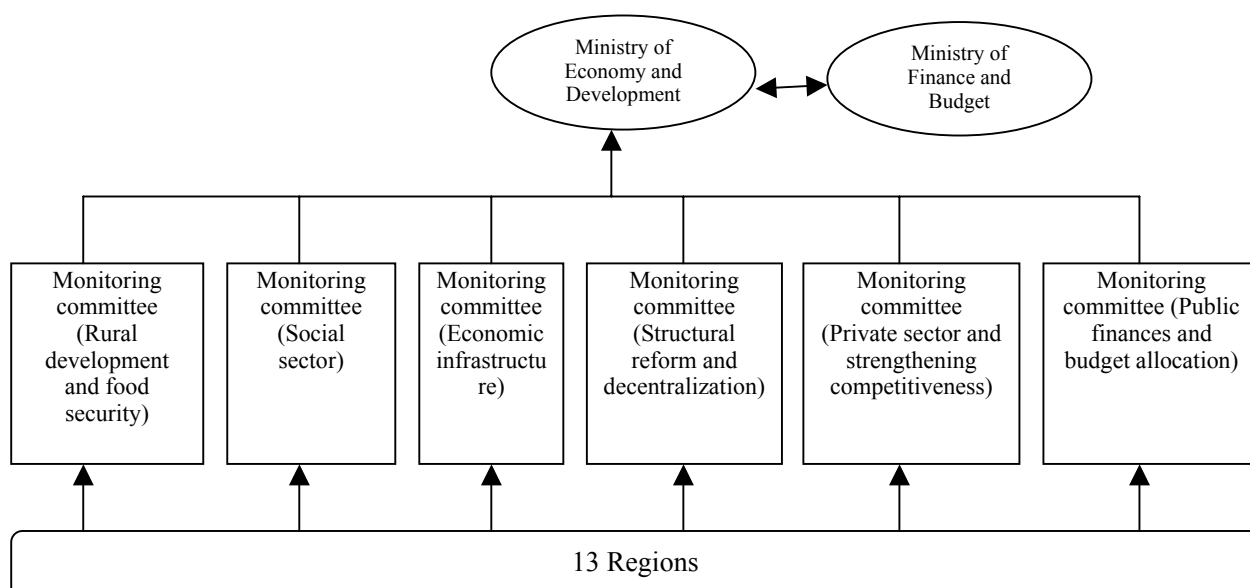 Ministry of
Economy and
Development
Ministry of
Finance and
Budget
Monitoring
committee
(Rural
development
and food
security)
Monitoring
committee
(Social
sector)
Monitoring
committee
(Economic
infrastructu
re)
Monitoring
committee
(Structural
reform and
decentralization)
Monitoring
committee
(Private sector and
strengthening
competitiveness)
Monitoring
committee (Public
finances and
budget allocation)
13 Regions